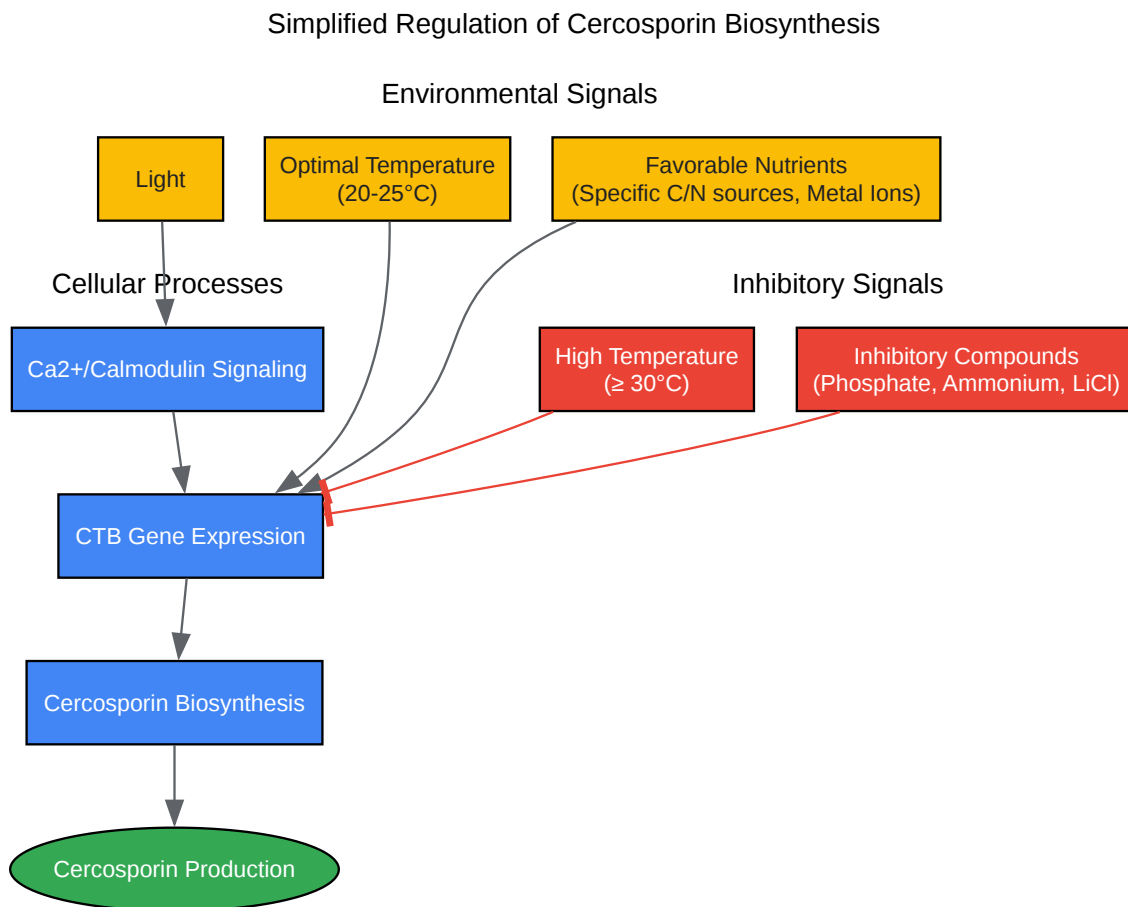 Simplified Regulation of Cercosporin Biosynthesis
Environmental Signals
Light
Optimal Temperature
(20-25°C)
Favorable Nutrients
(Specific C/N sources, Metal Ions)
Cellular Processes
Inhibitory Signals
Ca2+/Calmodulin Signaling
High Temperature
(≥ 30°C)
Inhibitory Compounds
(Phosphate, Ammonium, LiCl)
CTB Gene Expression
Cercosporin Biosynthesis
Cercosporin Production